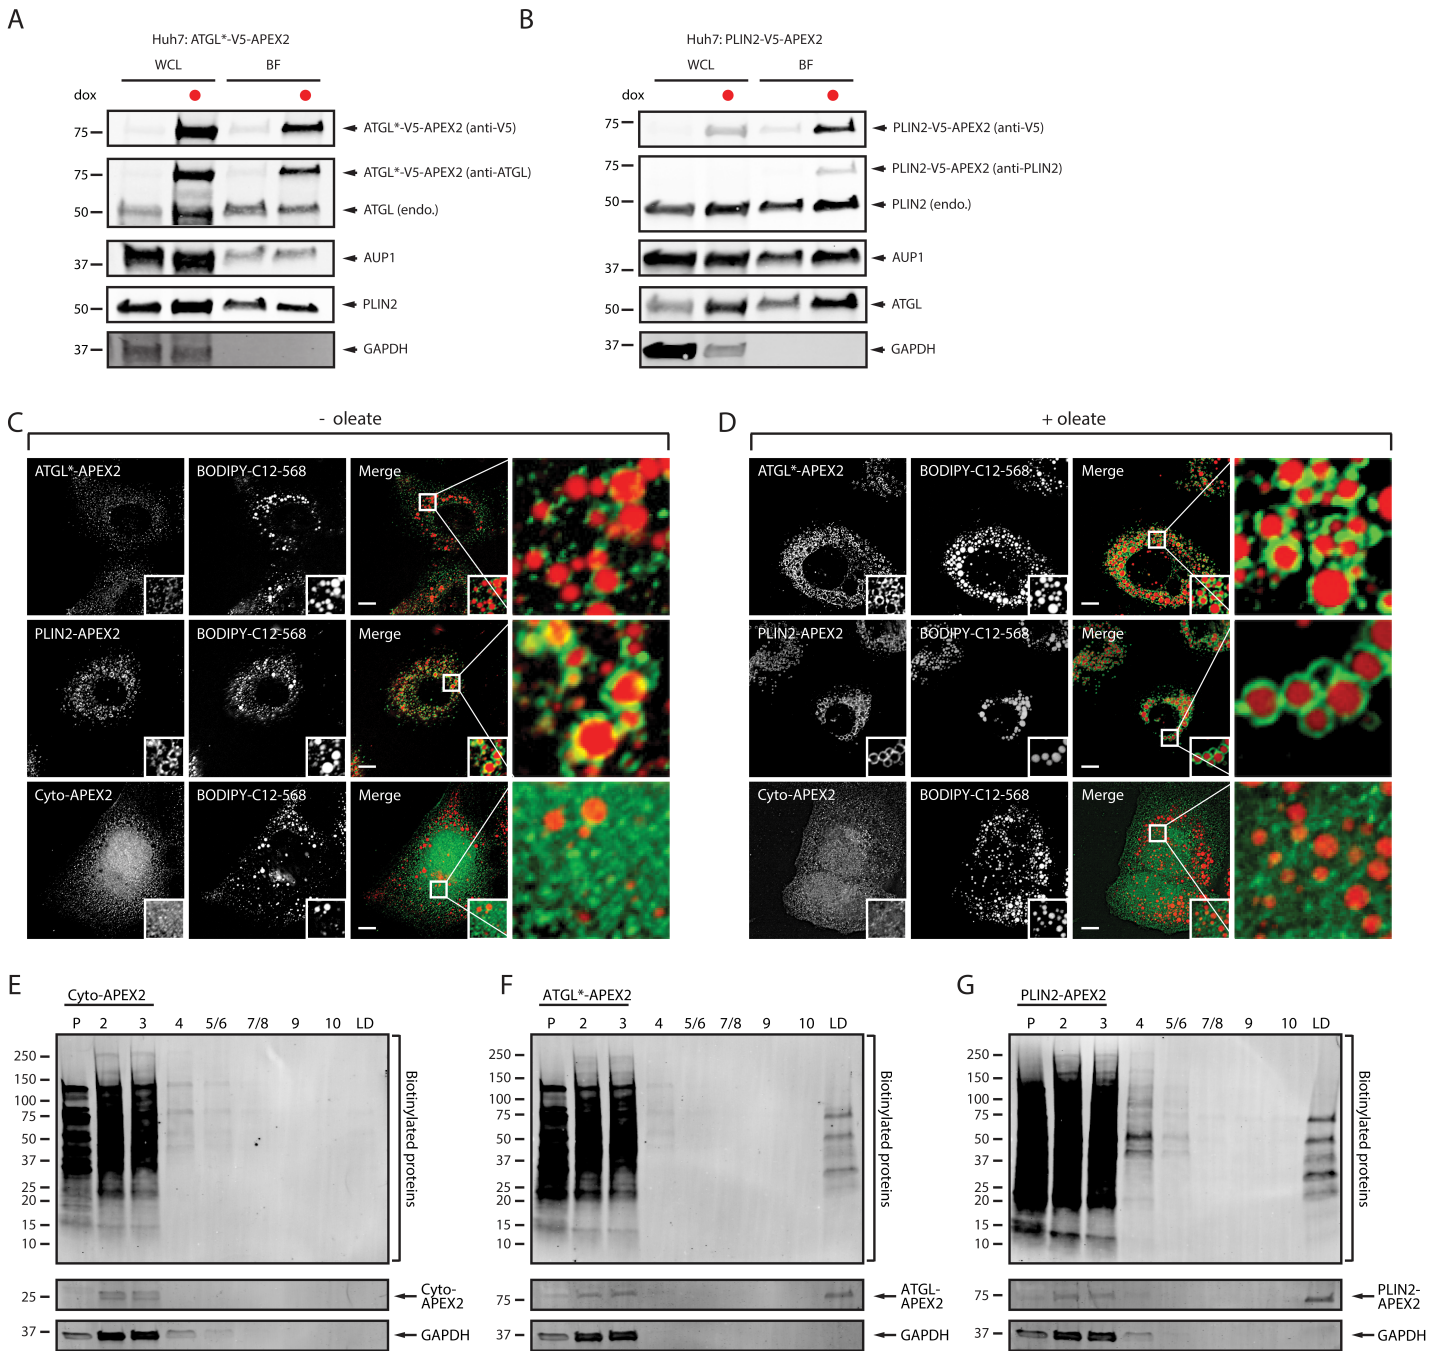 A
Huh7: ATGL*-V5-APEX2
WCL BF
dox
75 ATGL*-V5-APEX2 (anti-V5)
75 ATGL*-V5-APEX2 (anti-ATGL)
50 ATGL (endo.)
37 AUP1
50 PLIN2
37 GAPDH
B
Huh7: PLIN2-V5-APEX2
WCL BF
dox
75 PLIN2-V5-APEX2 (anti-V5)
75 PLIN2-V5-APEX2 (anti-PLIN2)
50 PLIN2 (endo.)
37 AUP1
50 ATGL
37 GAPDH
C
- oleate
ATGL*-APEX2 BODIPY-C12-568 Merge
PLIN2-APEX2 BODIPY-C12-568 Merge
Cyto-APEX2 BODIPY-C12-568 Merge
D
+ oleate
ATGL*-APEX2 BODIPY-C12-568 Merge
PLIN2-APEX2 BODIPY-C12-568 Merge
Cyto-APEX2 BODIPY-C12-568 Merge
E
Cyto-APEX2
P 2 3 4 5/6 7/8 9 10 LD
250
150
100
75
50
37
25
20
15
10
Biotinylated proteins
25 Cyto-
APEX2
37 GAPDH
F
ATGL*-APEX2
P 2 3 4 5/6 7/8 9 10 LD
250
150
100
75
50
37
25
20
15
10
Biotinylated proteins
75 ATGL-
APEX2
37 GAPDH
G
PLIN2-APEX2
P 2 3 4 5/6 7/8 9 10 LD
250
150
100
75
50
37
25
20
15
10
Biotinylated proteins
75 PLIN2-
APEX2
37 GAPDH